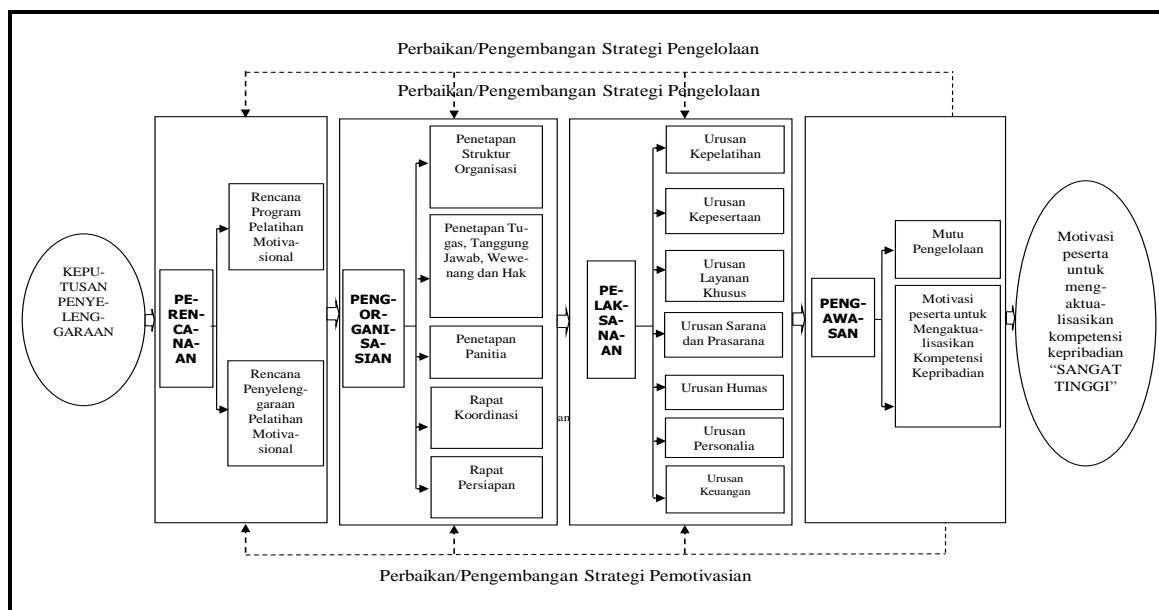 Perbaikan/Pengembangan Strategi Pengelolaan
Perbaikan/Pengembangan Strategi Pengelolaan
KEPU-
TUSAN
PENYE-
LENG-
GARAAN
PE-
REN-
CA-
NA-
AN
Rencana
Program
Pelatihan
Motiva-
sional
Rencana
Penyeleng-
garaan
Pelatihan
Motiva-
sional
PENG-
OR-
GANI-
SA-
SIAN
Penetapan
Struktur
Organisasi
Penetapan Tu-
gas, Tanggung
Jawab, Wewe-
nang dan Hak
Penetapan
Panitia
Rapat
Koordinasi
Rapat
Persiapan
an
PE-
LAK-
SA-
NA-
AN
Urusan
Kepelatihan
Urusan
Kepesertaan
Urusan
Layanan
Khusus
Urusan Sarana
dan Prasarana
Urusan Humas
Urusan
Personalia
Urusan
Keuangan
PENG-
AWA-
SAN
Mutu
Pengelolaan
Motivasi
peserta untuk
Mengaktua-
lisasikan
Kompetensi
Kepribadian
Motivasi
peserta
untuk
meng-
aktua-
lisasikan
kompetensi
kepribadian
“SANGAT
TINGGI”
Perbaikan/Pengembangan Strategi Pemotivasian